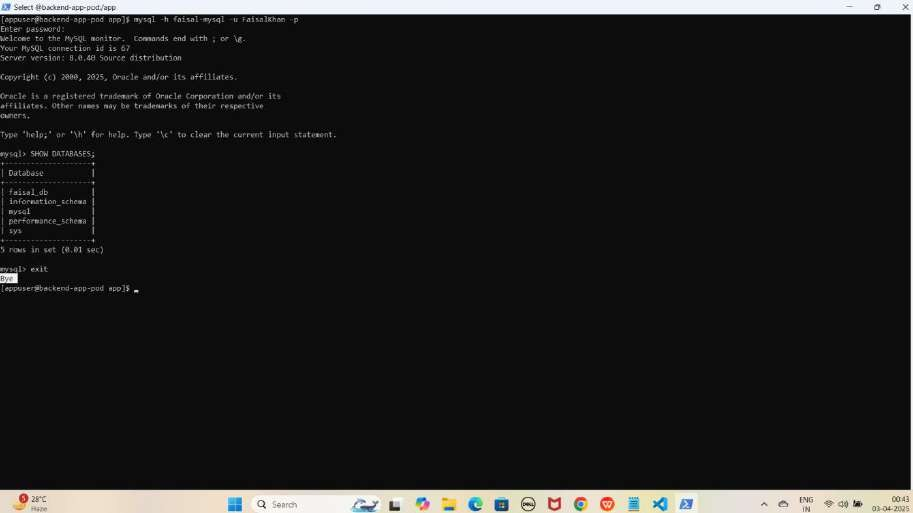 Select @backend-app-pod:/app
[appuser@backend-app-pod app]$ mysql -h faisal-mysql -u FaisalKhan -p
Enter password:
Welcome to the MySQL monitor.  Commands end with ; or \g.
Your MySQL connection id is 67
Server version: 8.0.40 Source distribution
Copyright (c) 2000, 2025, Oracle and/or its affiliates.
Oracle is a registered trademark of Oracle Corporation and/or its
affiliates. Other names may be trademarks of their respective
owners.
Type 'help;' or '\h' for help. Type '\c' to clear the current input statement.
mysql> SHOW DATABASES;
+--------------------+
| Database           |
+--------------------+
| faisal_db          |
| information_schema |
| mysql              |
| performance_schema |
| sys                |
+--------------------+
5 rows in set (0.01 sec)
mysql> exit
Bye
[appuser@backend-app-pod app]$
5
28°C
Haze
Search
DELL
W
ENG
IN
00:43
03-04-2025